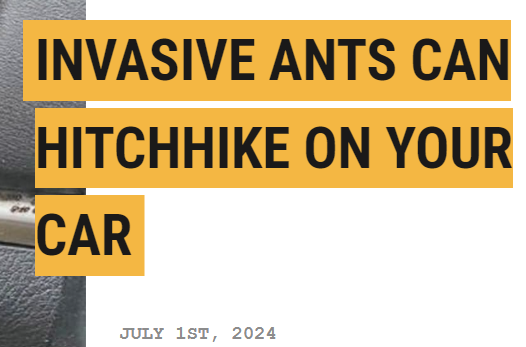 INVASIVE ANTS CAN
HITCHHIKE ON YOUR
CAR
JULY 1ST, 2024